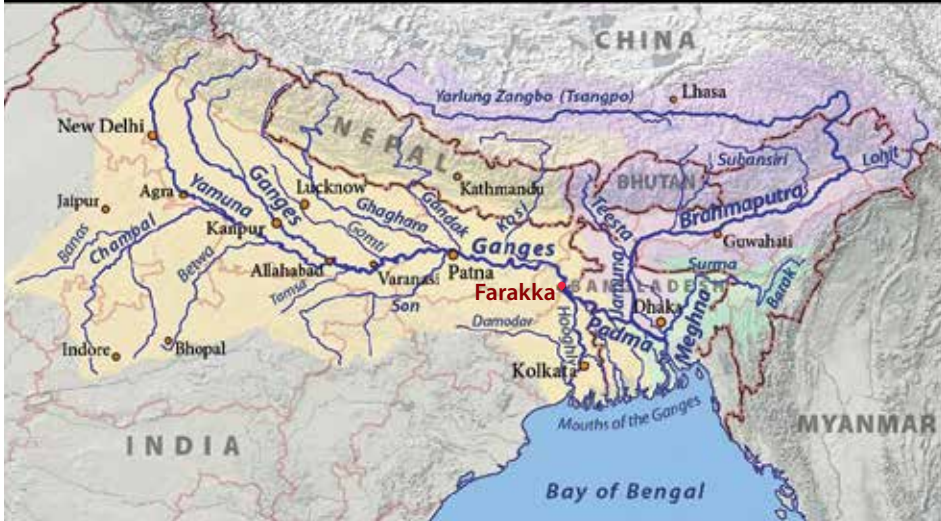 CHINA
Yarlung Zangbo (Tsangpo)
Lhasa
New Delhi
NEPAL
Subansiri
Lohit
BHUTAN
Kathmandu
Agra
Yamuna
Ganges
Lucknow
Ghaghara
Gandak
Kosi
Teesta
Brahmaputra
Jaipur
Banas
Chambal
Kanpur
Gomti
Ganges
Guwahati
Betwa
Allahabad
Varanasi
Patna
Surma
Tamsa
Son
Farakka
BANGLADESH
Jamuna
Barak
Dhaka
Meghna
Damodar
Hooghly
Padma
Indore
Bhopal
Kolkata
Mouths of the Ganges
INDIA
MYANMAR
Bay of Bengal